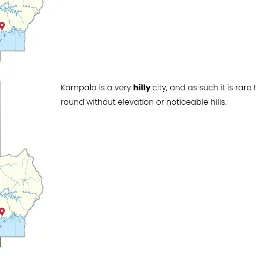 Kampala is a very hilly city, and as such it is rare t
round without elevation or noticeable hills.